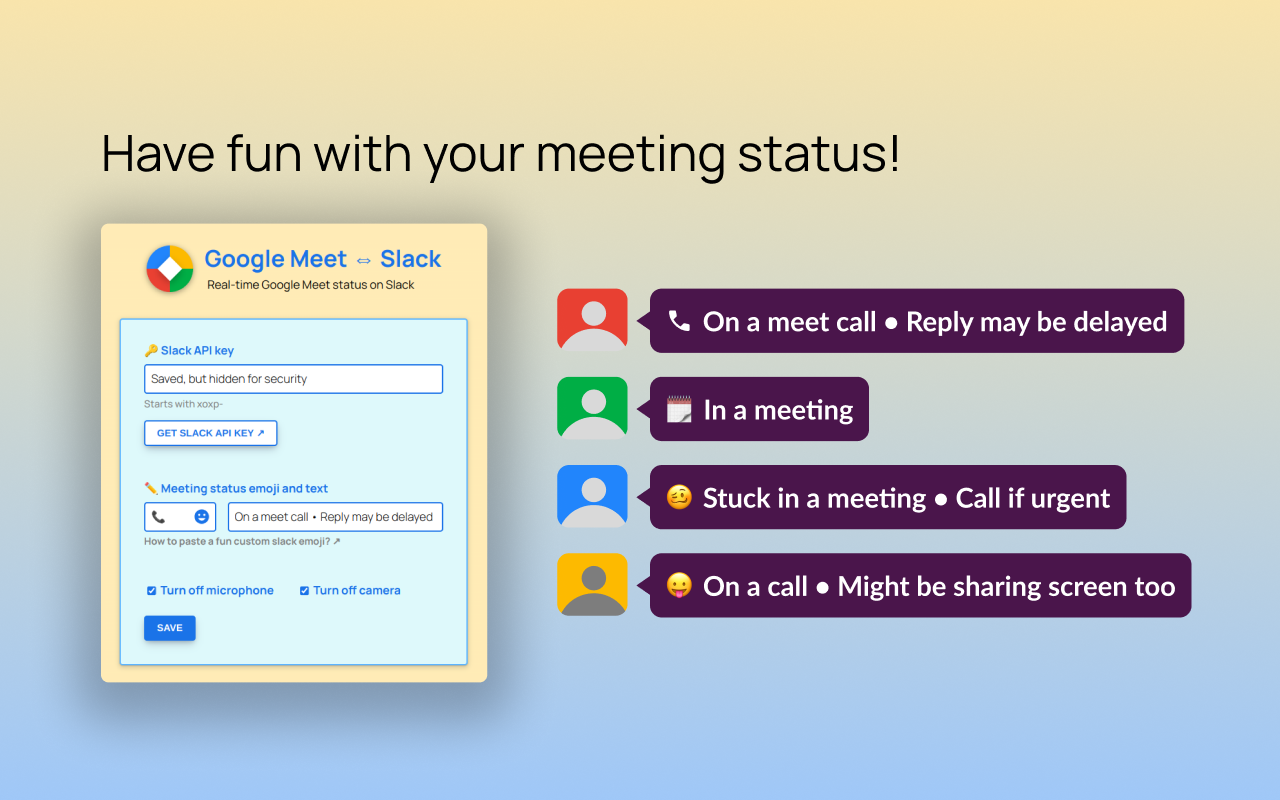 Have fun with your meeting status!
Google Meet ⇔ Slack
Real-time Google Meet status on Slack
🔑 Slack API key
Saved, but hidden for security
Starts with xoxp-
GET SLACK API KEY ↗
✏️ Meeting status emoji and text
📞 On a meet call • Reply may be delayed
How to paste a fun custom slack emoji? ↗
Turn off microphone Turn off camera
SAVE
📞 On a meet call ● Reply may be delayed
🗓️ In a meeting
🥴 Stuck in a meeting ● Call if urgent
😛 On a call ● Might be sharing screen too